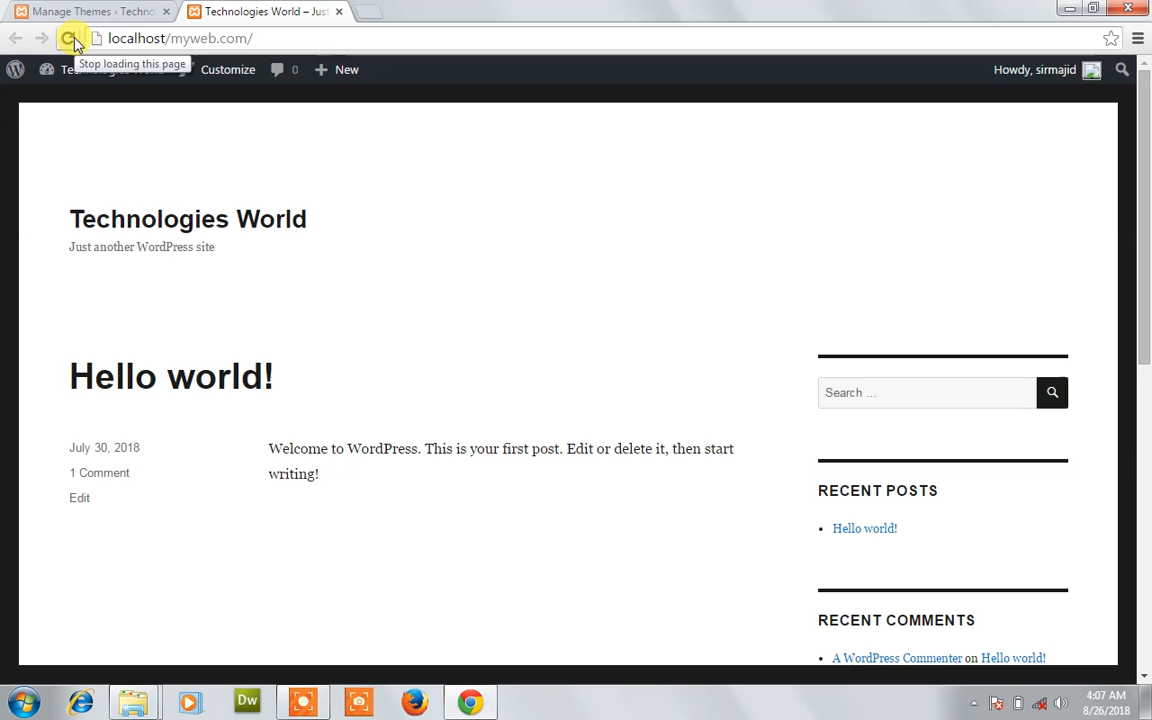 Manage Themes ‹ Techno
Technologies World – Jus
localhost/myweb.com/
Stop loading this page
Customize
0
New
Howdy, sirmajid
Technologies World
Just another WordPress site
Hello world!
July 30, 2018
1 Comment
Edit
Welcome to WordPress. This is your first post. Edit or delete it, then start
writing!
Search ...
RECENT POSTS
Hello world!
RECENT COMMENTS
A WordPress Commenter on Hello world!
Dw
4:07 AM
8/26/2018